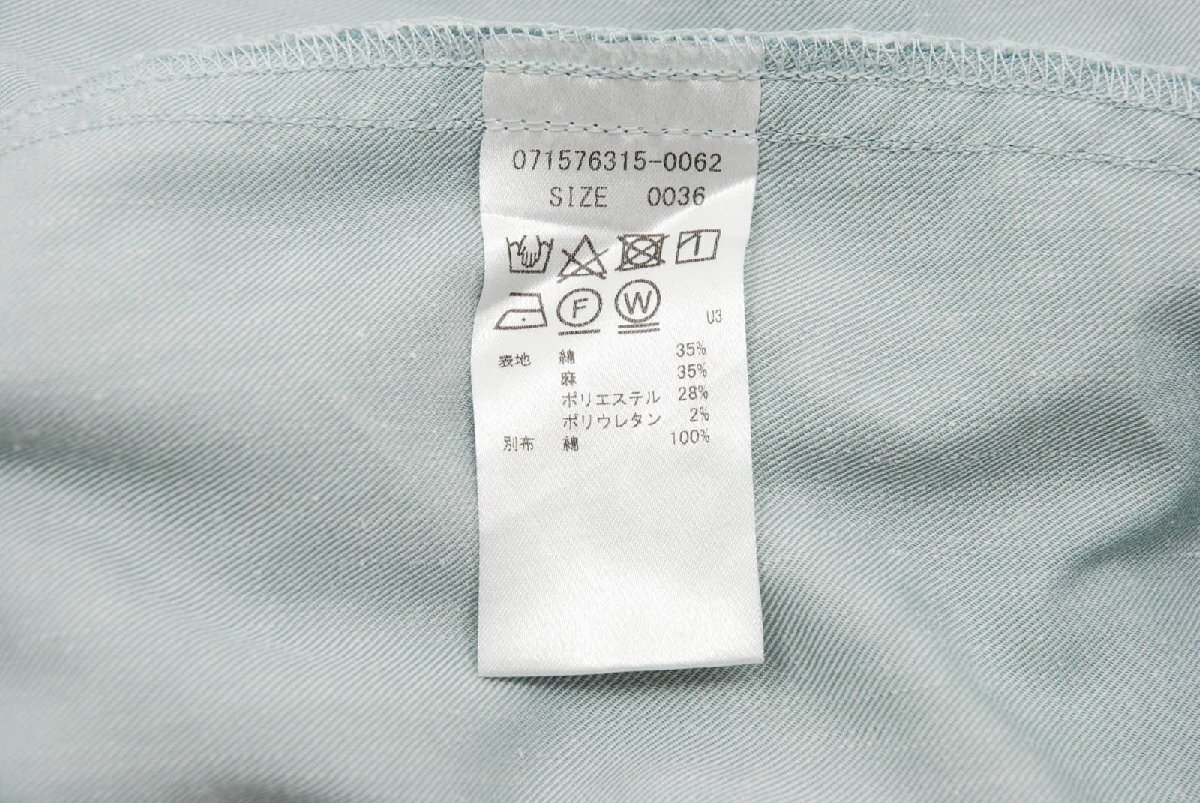 071576315-0062
SIZE 0036
F W
U3
表地 綿 35%
麻 35%
ポリエステル 28%
ポリウレタン 2%
別布 綿 100%